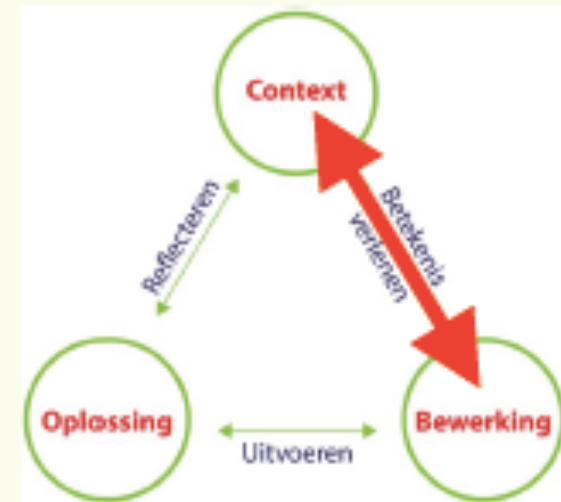 Context
Reflecteren
Betekenis
verlenen
Oplossing
Bewerking
Uitvoeren